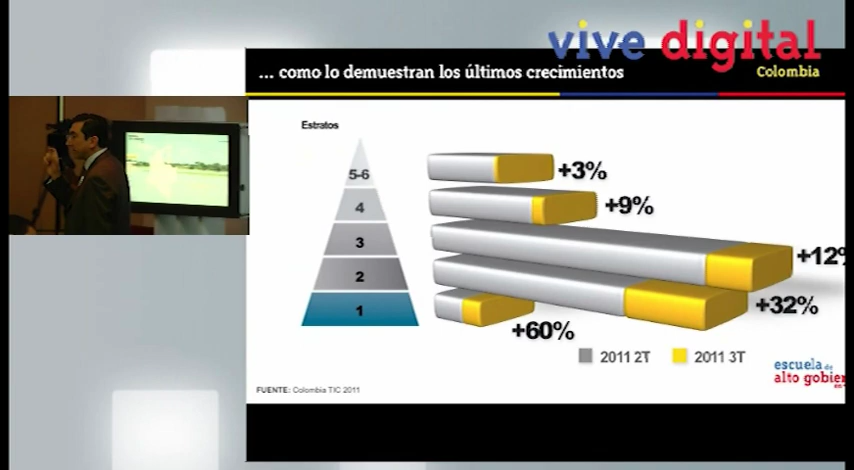 vive digital
Colombia
... como lo demuestran los últimos crecimientos
Estratos
5-6
4
3
2
1
+3%
+9%
+12%
+32%
+60%
2011 2T
2011 3T
FUENTE: Colombia TIC 2011
escuela de
alto gobier